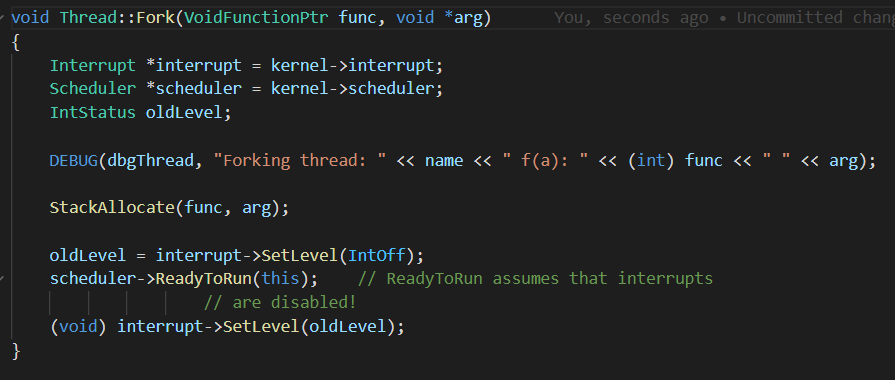 void Thread::Fork(VoidFunctionPtr func, void *arg)    You, seconds ago • Uncommitted chan
{
    Interrupt *interrupt = kernel->interrupt;
    Scheduler *scheduler = kernel->scheduler;
    IntStatus oldLevel;
    DEBUG(dbgThread, "Forking thread: " << name << " f(a): " << (int) func << " " << arg);
    StackAllocate(func, arg);
    oldLevel = interrupt->SetLevel(IntOff);
    scheduler->ReadyToRun(this);    // ReadyToRun assumes that interrupts
                // are disabled!
    (void) interrupt->SetLevel(oldLevel);
}